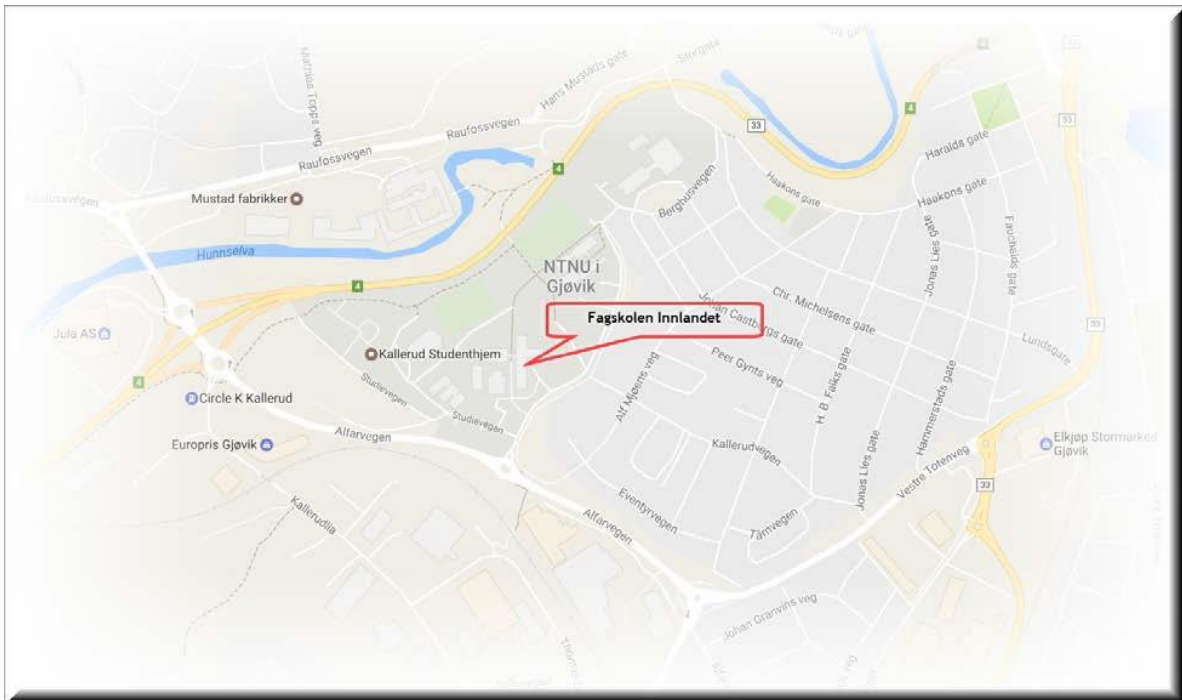 Storgata
Hans Mustads gate
Mathias Topps veg
33
33
4
4
Raufossvegen
Raufossvegen
Haralds gate
4
Mustad fabrikker
Haakons gate
Haakons gate
Berghusvegen
Fauchalds gate
Jonas Lies gate
Hunnselva
NTNU i
Gjøvik
4
Chr. Michelsens gate
Fagskolen Innlandet
Johan Castbergs gate
33
Lundsgate
Jula AS
Kallerud Studenthjem
Peer Gynts veg
4
Studievegen
Alf Mjøens veg
H. B. Falks gate
Circle K Kallerud
Hammerstads gate
Studievegen
Alfarvegen
Europris Gjøvik
Kallerudvegen
Elkjøp Stormarked
Gjøvik
Jonas Lies gate
Vestre Totenveg
33
Kallerudlia
Eventyrvegen
Alfarvegen
Tårnvegen
Johan Granvins veg